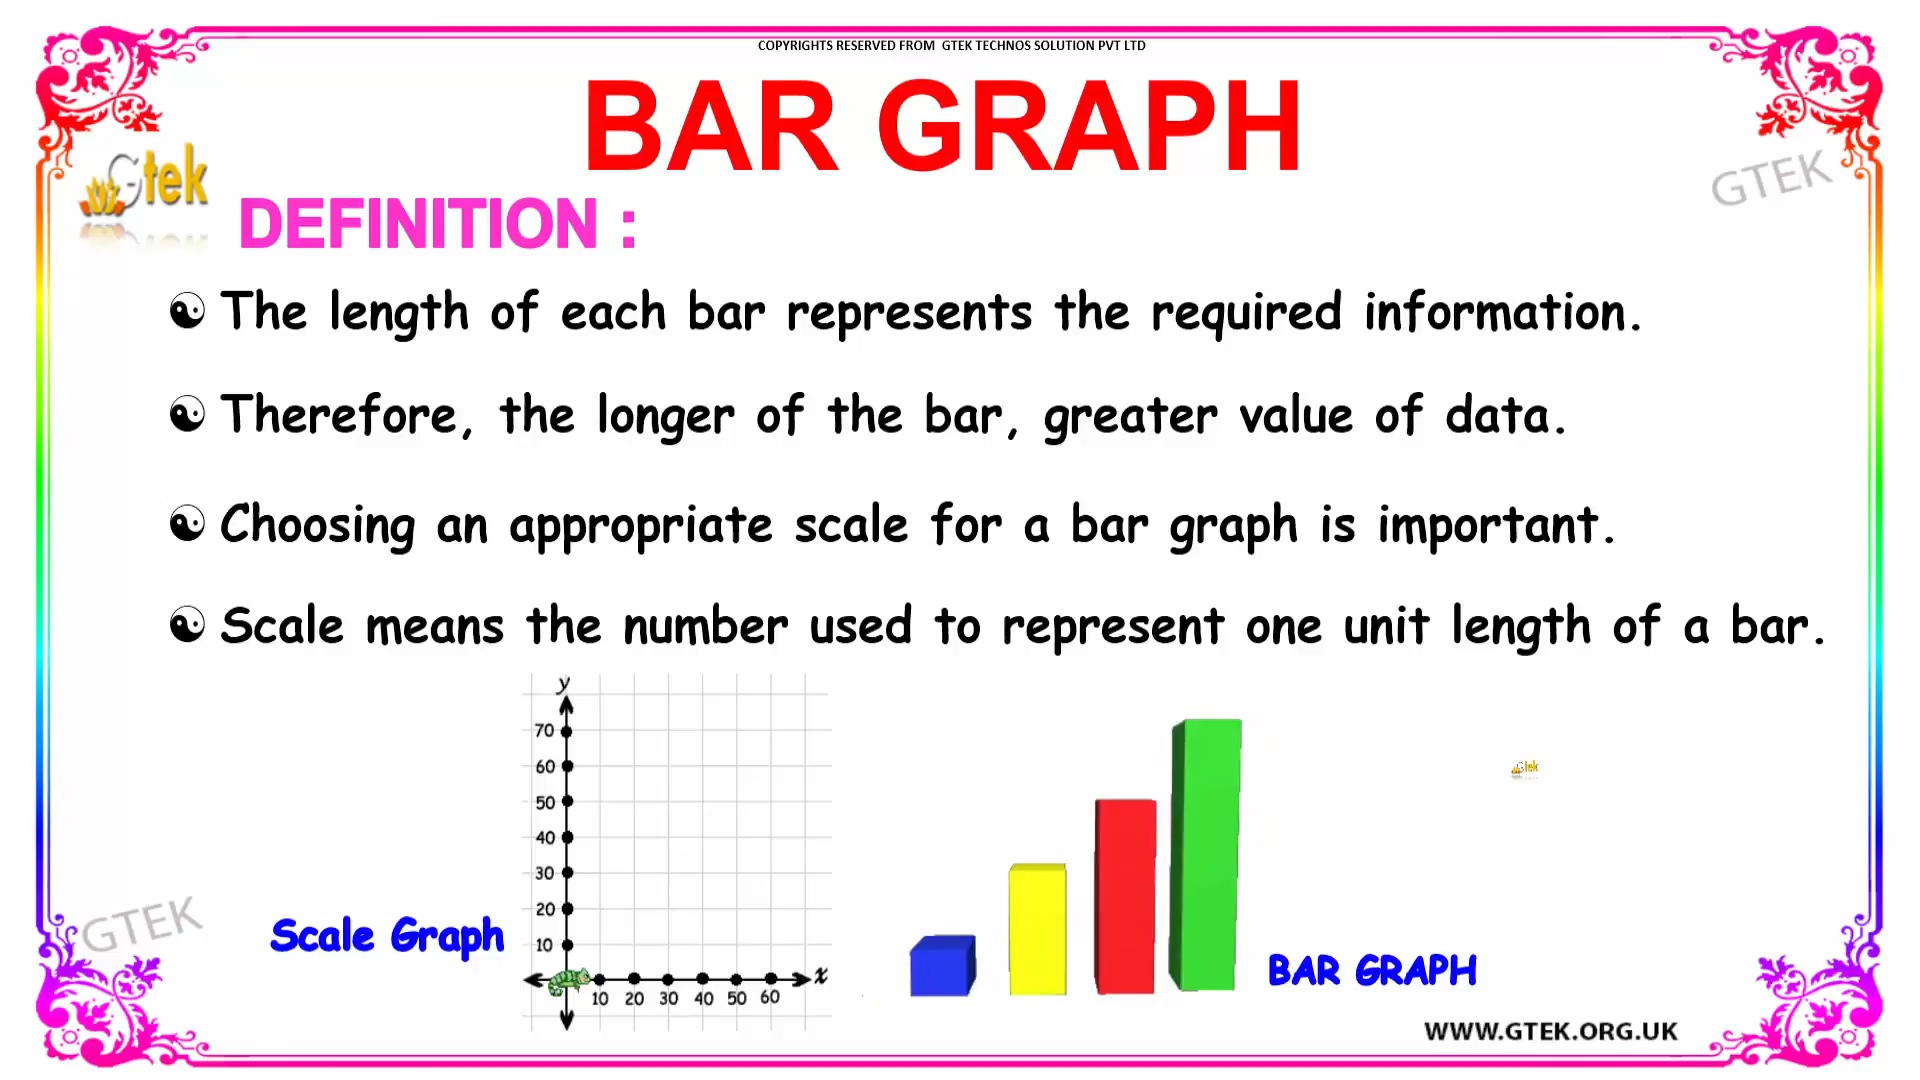 COPYRIGHTS RESERVED FROM GTEK TECHNOS SOLUTION PVT LTD
BAR GRAPH
Gtek
GTEK
DEFINITION :
The length of each bar represents the required information.
Therefore, the longer of the bar, greater value of data.
Choosing an appropriate scale for a bar graph is important.
Scale means the number used to represent one unit length of a bar.
y
70
60
50
40
30
20
10
x
10 20 30 40 50 60
Scale Graph
Gtek
GTEK
BAR GRAPH
WWW.GTEK.ORG.UK